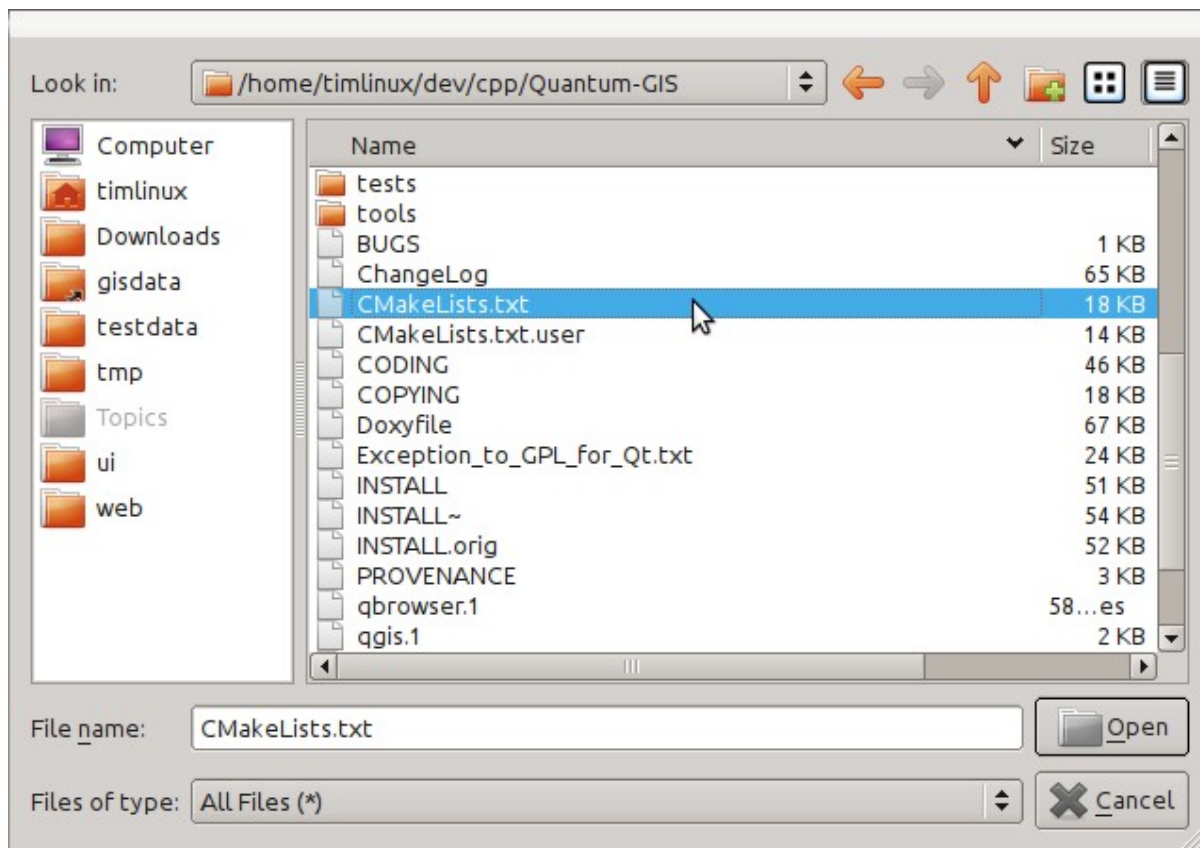 Look in: /home/timlinux/dev/cpp/Quantum-GIS
Computer
timlinux
Downloads
gisdata
testdata
tmp
Topics
ui
web
Name Size
tests
tools
BUGS 1 KB
ChangeLog 65 KB
CMakeLists.txt 18 KB
CMakeLists.txt.user 14 KB
CODING 46 KB
COPYING 18 KB
Doxyfile 67 KB
Exception_to_GPL_for_Qt.txt 24 KB
INSTALL 51 KB
INSTALL~ 54 KB
INSTALL.orig 52 KB
PROVENANCE 3 KB
qbrowser.1 58...es
qgis.1 2 KB
File name: CMakeLists.txt Open
Files of type: All Files (*) Cancel